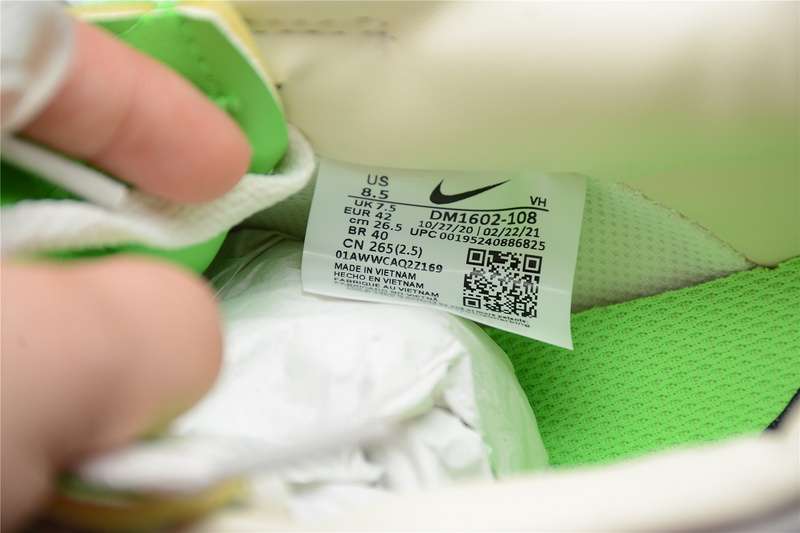 US
8.5
VH
UK 7.5
EUR 42
cm 26.5
BR 40
CN 265(2.5)
DM1602-108
10/27/20 | 02/22/21
UPC 00195240886825
01AWWCAQ2Z169
MADE IN VIETNAM
HECHO EN VIETNAM
FABRIQUE AU VIETNAM